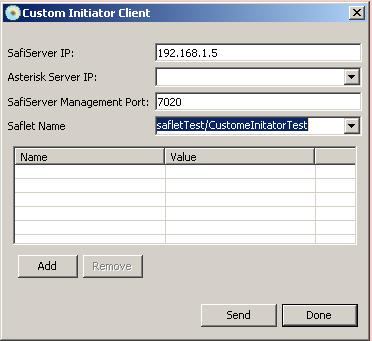 Custom Initiator Client
SafiServer IP: 192.168.1.5
Asterisk Server IP:
SafiServer Management Port: 7020
Saflet Name safletTest/CustomeInitatorTest
Name Value
Add Remove
Send Done